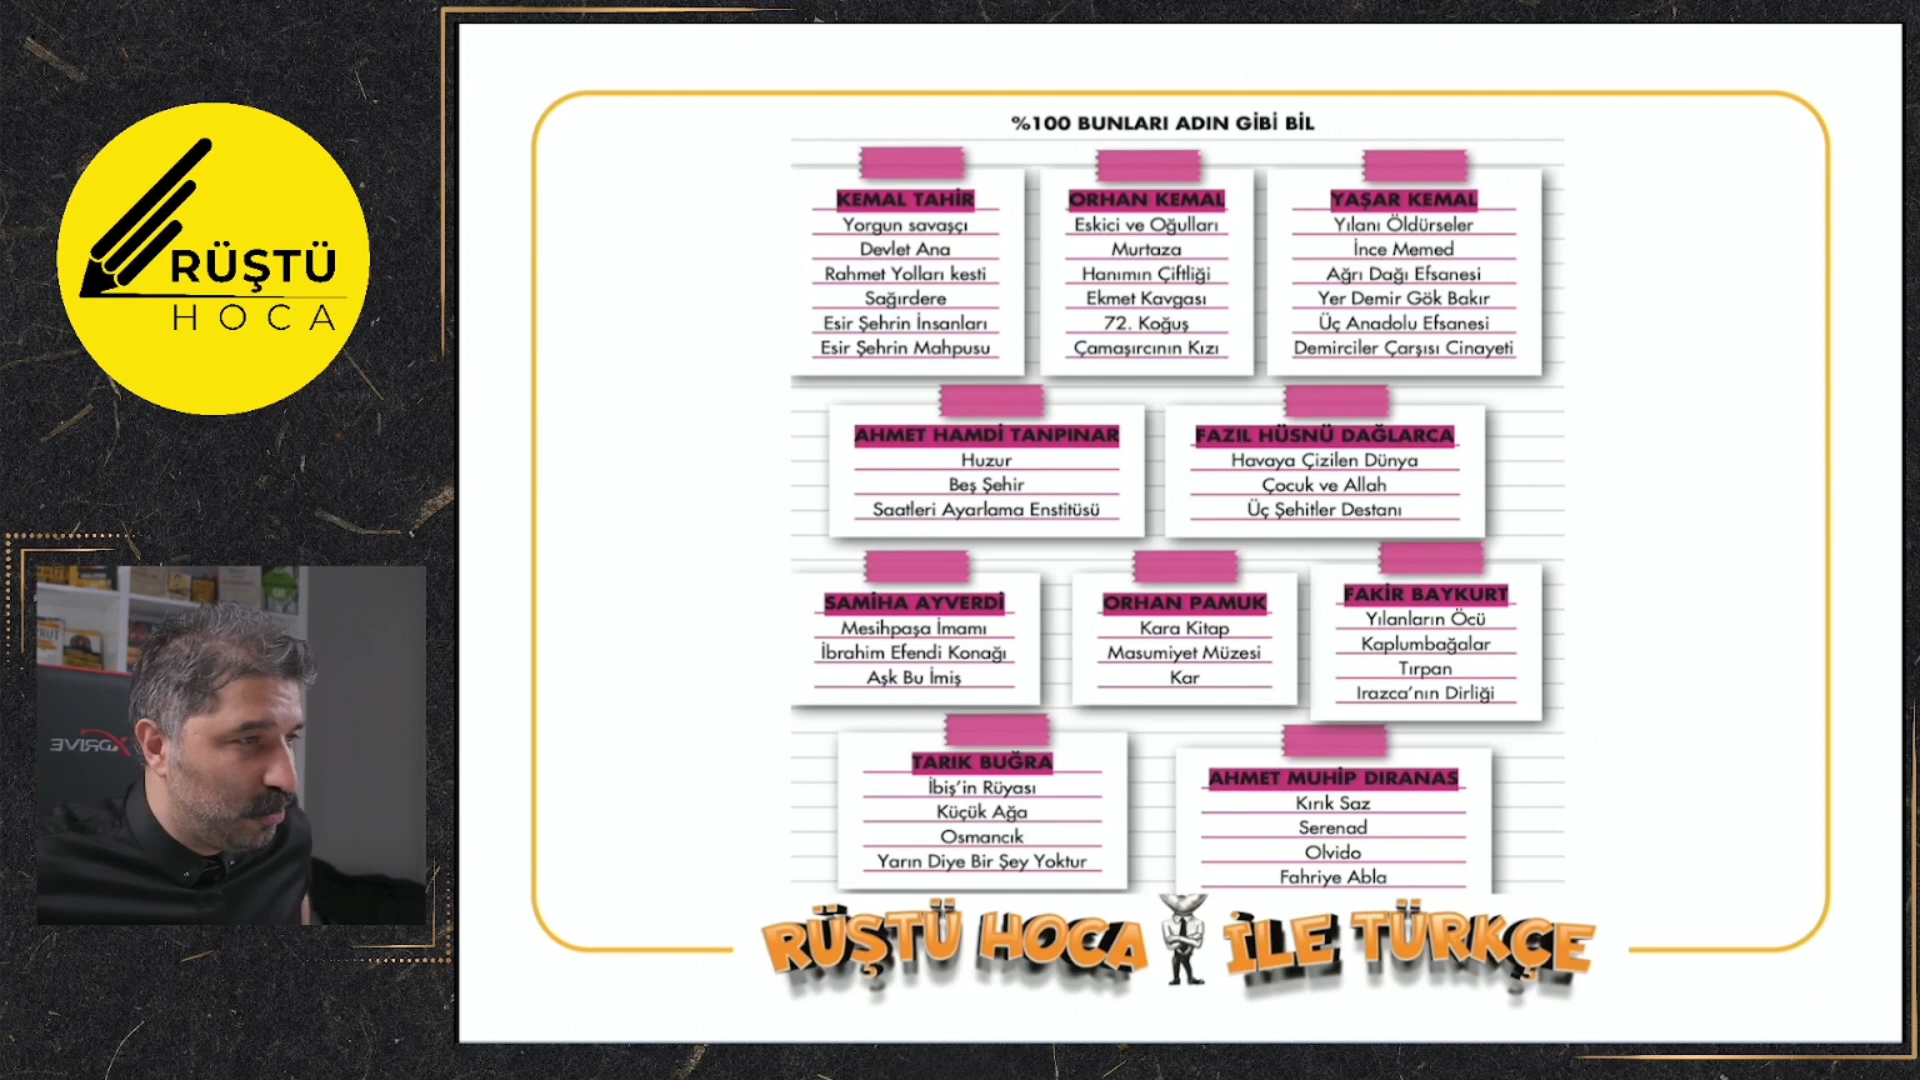 RÜŞTÜ
HOCA
%100 BUNLARI ADIN GİBİ BİL
KEMAL TAHİR
Yorgun savaşçı
Devlet Ana
Rahmet Yolları kesti
Sağırdere
Esir Şehrin İnsanları
Esir Şehrin Mahpusu
ORHAN KEMAL
Eskici ve Oğulları
Murtaza
Hanımın Çiftliği
Ekmet Kavgası
72. Koğuş
Çamaşırcının Kızı
YAŞAR KEMAL
Yılanı Öldürseler
İnce Memed
Ağrı Dağı Efsanesi
Yer Demir Gök Bakır
Üç Anadolu Efsanesi
Demirciler Çarşısı Cinayeti
AHMET HAMDİ TANPINAR
Huzur
Beş Şehir
Saatleri Ayarlama Enstitüsü
FAZIL HÜSNÜ DAĞLARCA
Havaya Çizilen Dünya
Çocuk ve Allah
Üç Şehitler Destanı
SAMİHA AYVERDİ
Mesihpaşa İmamı
İbrahim Efendi Konağı
Aşk Bu İmiş
ORHAN PAMUK
Kara Kitap
Masumiyet Müzesi
Kar
FAKİR BAYKURT
Yılanların Öcü
Kaplumbağalar
Tırpan
Irazca'nın Dirliği
TARIK BUĞRA
İbiş'in Rüyası
Küçük Ağa
Osmancık
Yarın Diye Bir Şey Yoktur
AHMET MUHİP DIRANAS
Kırık Saz
Serenad
Olvido
Fahriye Abla
RÜŞTÜ HOCA İLE TÜRKÇE
XDRIVE